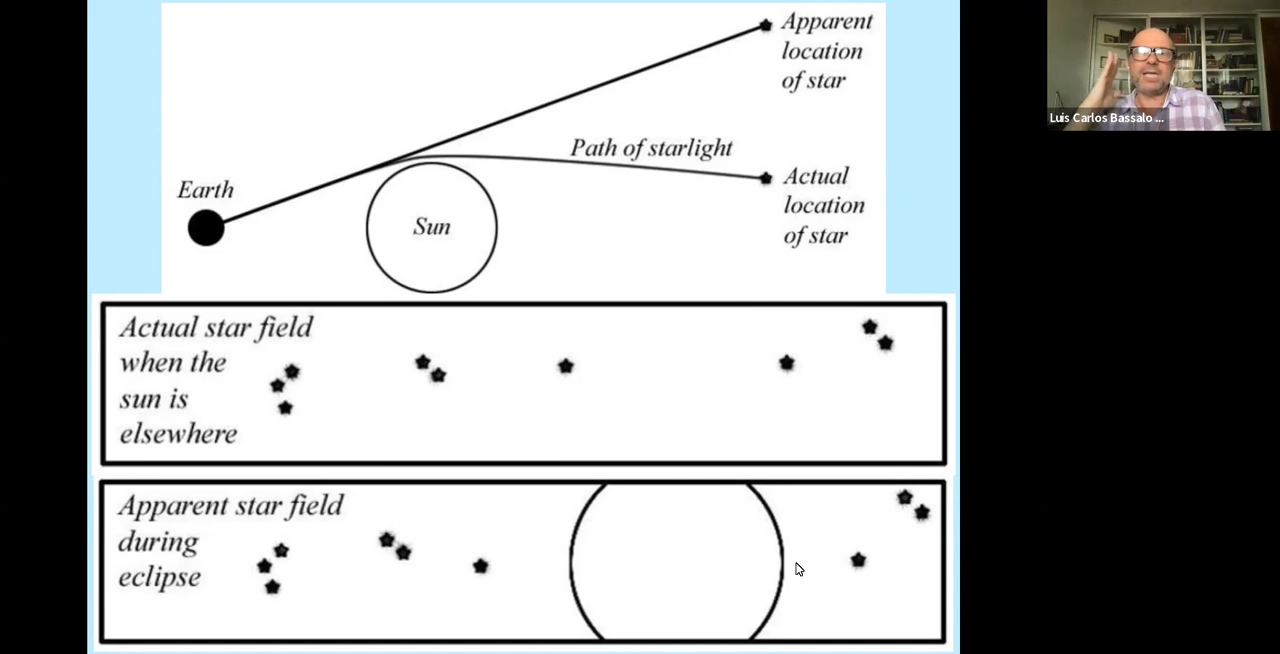 Apparent
location
of star
Path of starlight
Earth
Actual
location
of star
Sun
Actual star field
when the
sun is
elsewhere
Apparent star field
during
eclipse
Luis Carlos Bassalo ...